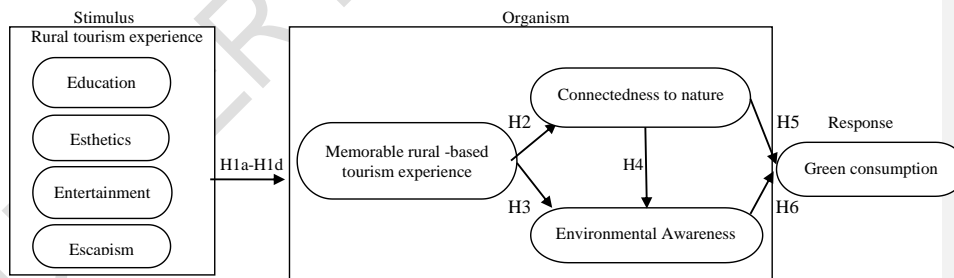 Stimulus
Rural tourism experience
Education
Esthetics
Entertainment
Escapism
H1a-H1d
Organism
Memorable rural -based
tourism experience
H2
H3
Connectedness to nature
H4
Environmental Awareness
H5
H6
Response
Green consumption